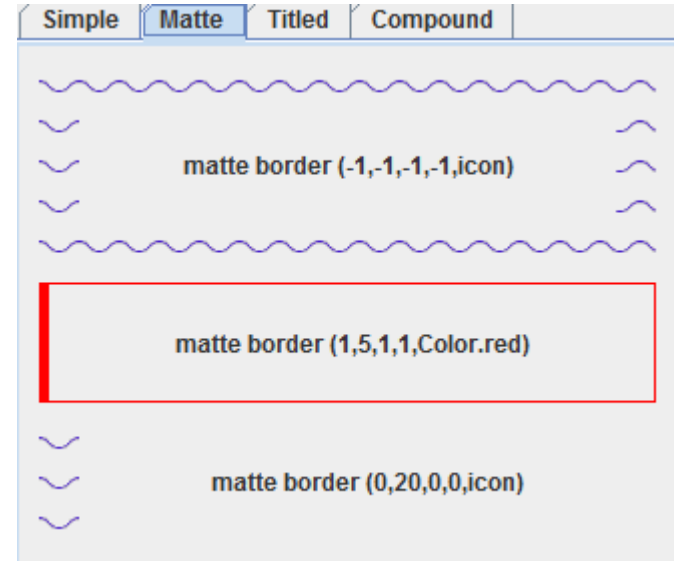 Simple Matte Titled Compound
matte border (-1,-1,-1,-1,icon)
matte border (1,5,1,1,Color.red)
matte border (0,20,0,0,icon)